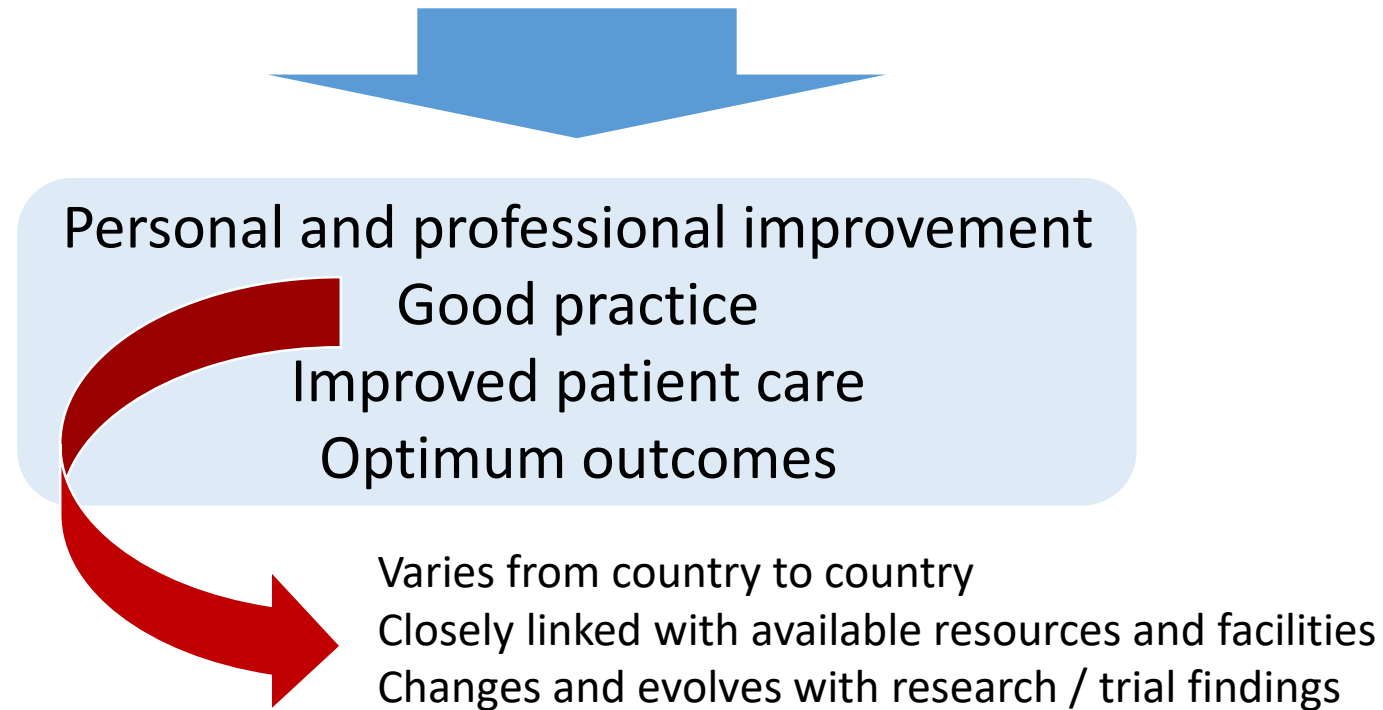 Personal and professional improvement
Good practice
Improved patient care
Optimum outcomes
Varies from country to country
Closely linked with available resources and facilities
Changes and evolves with research / trial findings